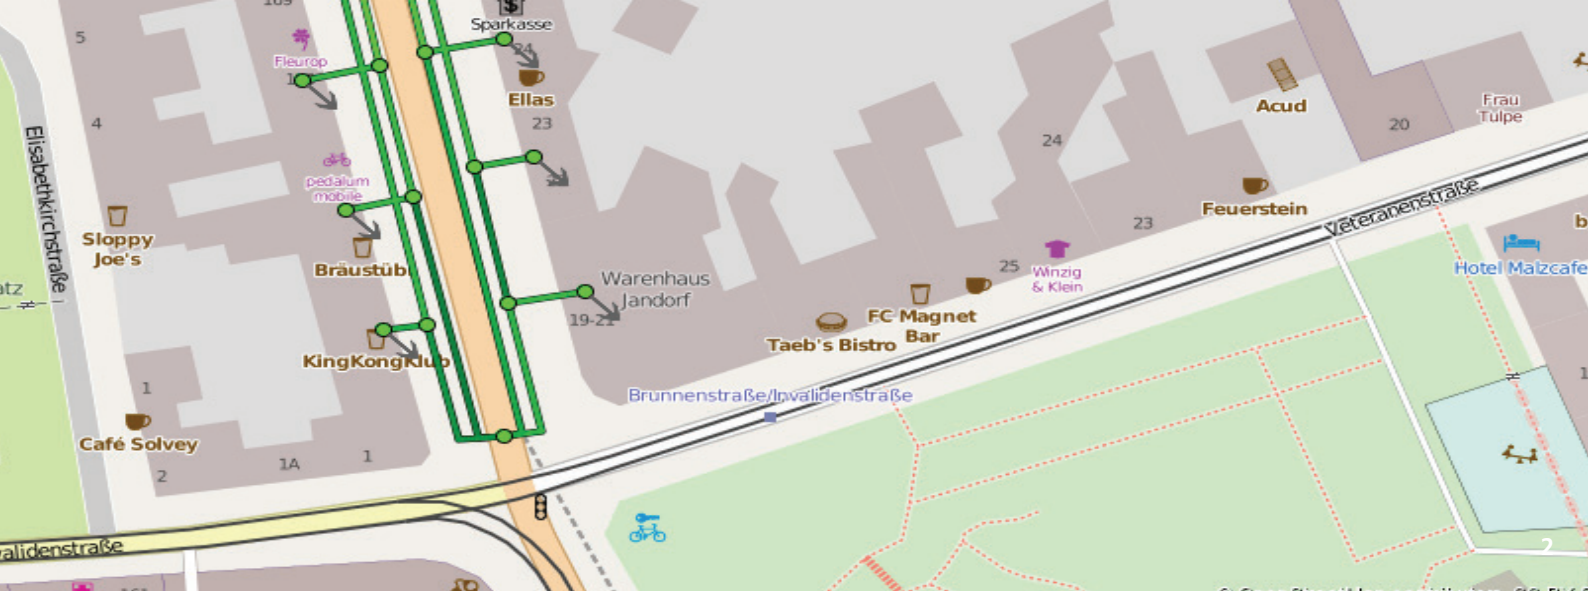 5
Sparkasse
24
Fleurop
Ellas
Acud
Frau
Tulpe
20
4
23
24
Elisabethkirchstraße
pedalum
mobile
Sloppy
Joe's
Bräustübl
Feuerstein
Veteranenstraße
23
25
Winzig
& Klein
Hotel Malzcafe
Warenhaus
Jandorf
19-21
FC Magnet
Bar
Taeb's Bistro
KingKongKlub
Brunnenstraße/Invalidenstraße
1
Café Solvey
1A
1
2
validenstraße
2